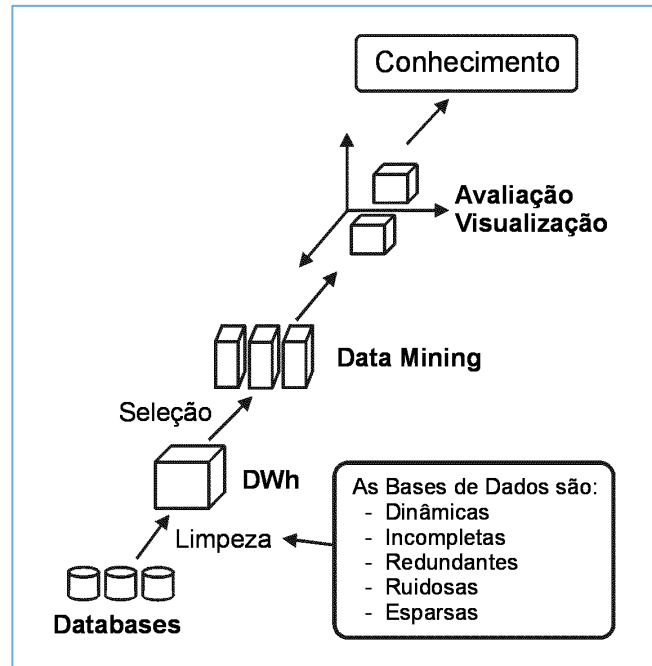 Conhecimento
Avaliação
Visualização
Data Mining
Seleção
DWh
As Bases de Dados são:
- Dinâmicas
- Incompletas
- Redundantes
- Ruidosas
- Esparsas
Limpeza
Databases